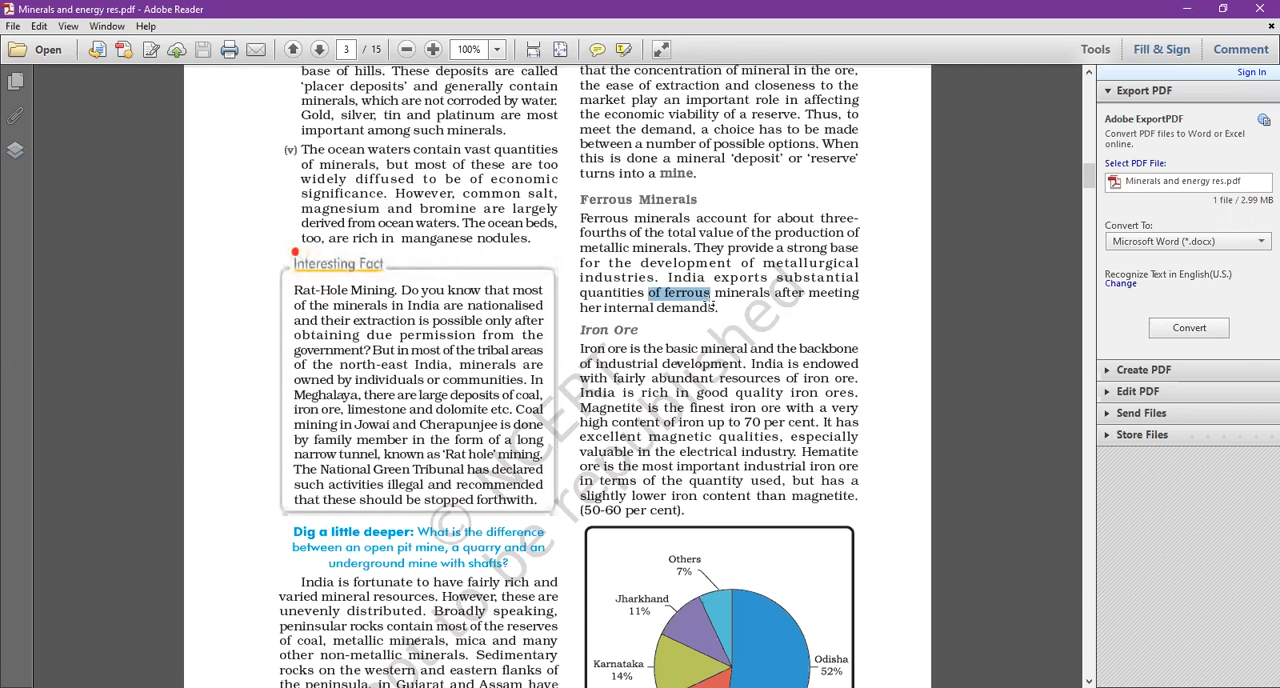 Minerals and energy res.pdf - Adobe Reader
File Edit View Window Help
Open 3 / 15 100% Tools Fill & Sign Comment
Sign In
base of hills. These deposits are called
'placer deposits' and generally contain
minerals, which are not corroded by water.
Gold, silver, tin and platinum are most
important among such minerals.
(v) The ocean waters contain vast quantities
of minerals, but most of these are too
widely diffused to be of economic
significance. However, common salt,
magnesium and bromine are largely
derived from ocean waters. The ocean beds,
too, are rich in manganese nodules.
Interesting Fact
Rat-Hole Mining. Do you know that most
of the minerals in India are nationalised
and their extraction is possible only after
obtaining due permission from the
government? But in most of the tribal areas
of the north-east India, minerals are
owned by individuals or communities. In
Meghalaya, there are large deposits of coal,
iron ore, limestone and dolomite etc. Coal
mining in Jowai and Cherapunjee is done
by family member in the form of a long
narrow tunnel, known as 'Rat hole' mining.
The National Green Tribunal has declared
such activities illegal and recommended
that these should be stopped forthwith.
Dig a little deeper: What is the difference
between an open pit mine, a quarry and an
underground mine with shafts?
India is fortunate to have fairly rich and
varied mineral resources. However, these are
unevenly distributed. Broadly speaking,
peninsular rocks contain most of the reserves
of coal, metallic minerals, mica and many
other non-metallic minerals. Sedimentary
rocks on the western and eastern flanks of
the peninsula, in Gujarat and Assam have
that the concentration of mineral in the ore,
the ease of extraction and closeness to the
market play an important role in affecting
the economic viability of a reserve. Thus, to
meet the demand, a choice has to be made
between a number of possible options. When
this is done a mineral 'deposit' or 'reserve'
turns into a mine.
Ferrous Minerals
Ferrous minerals account for about three-
fourths of the total value of the production of
metallic minerals. They provide a strong base
for the development of metallurgical
industries. India exports substantial
quantities of ferrous minerals after meeting
her internal demands.
Iron Ore
Iron ore is the basic mineral and the backbone
of industrial development. India is endowed
with fairly abundant resources of iron ore.
India is rich in good quality iron ores.
Magnetite is the finest iron ore with a very
high content of iron up to 70 per cent. It has
excellent magnetic qualities, especially
valuable in the electrical industry. Hematite
ore is the most important industrial iron ore
in terms of the quantity used, but has a
slightly lower iron content than magnetite.
(50-60 per cent).
Others
7%
Jharkhand
11%
Karnataka
14%
Odisha
52%
© NCERT
not to be republished
Export PDF
Adobe ExportPDF
Convert PDF files to Word or Excel
online.
Select PDF File:
Minerals and energy res.pdf
1 file / 2.99 MB
Convert To:
Microsoft Word (*.docx)
Recognize Text in English(U.S.)
Change
Convert
Create PDF
Edit PDF
Send Files
Store Files